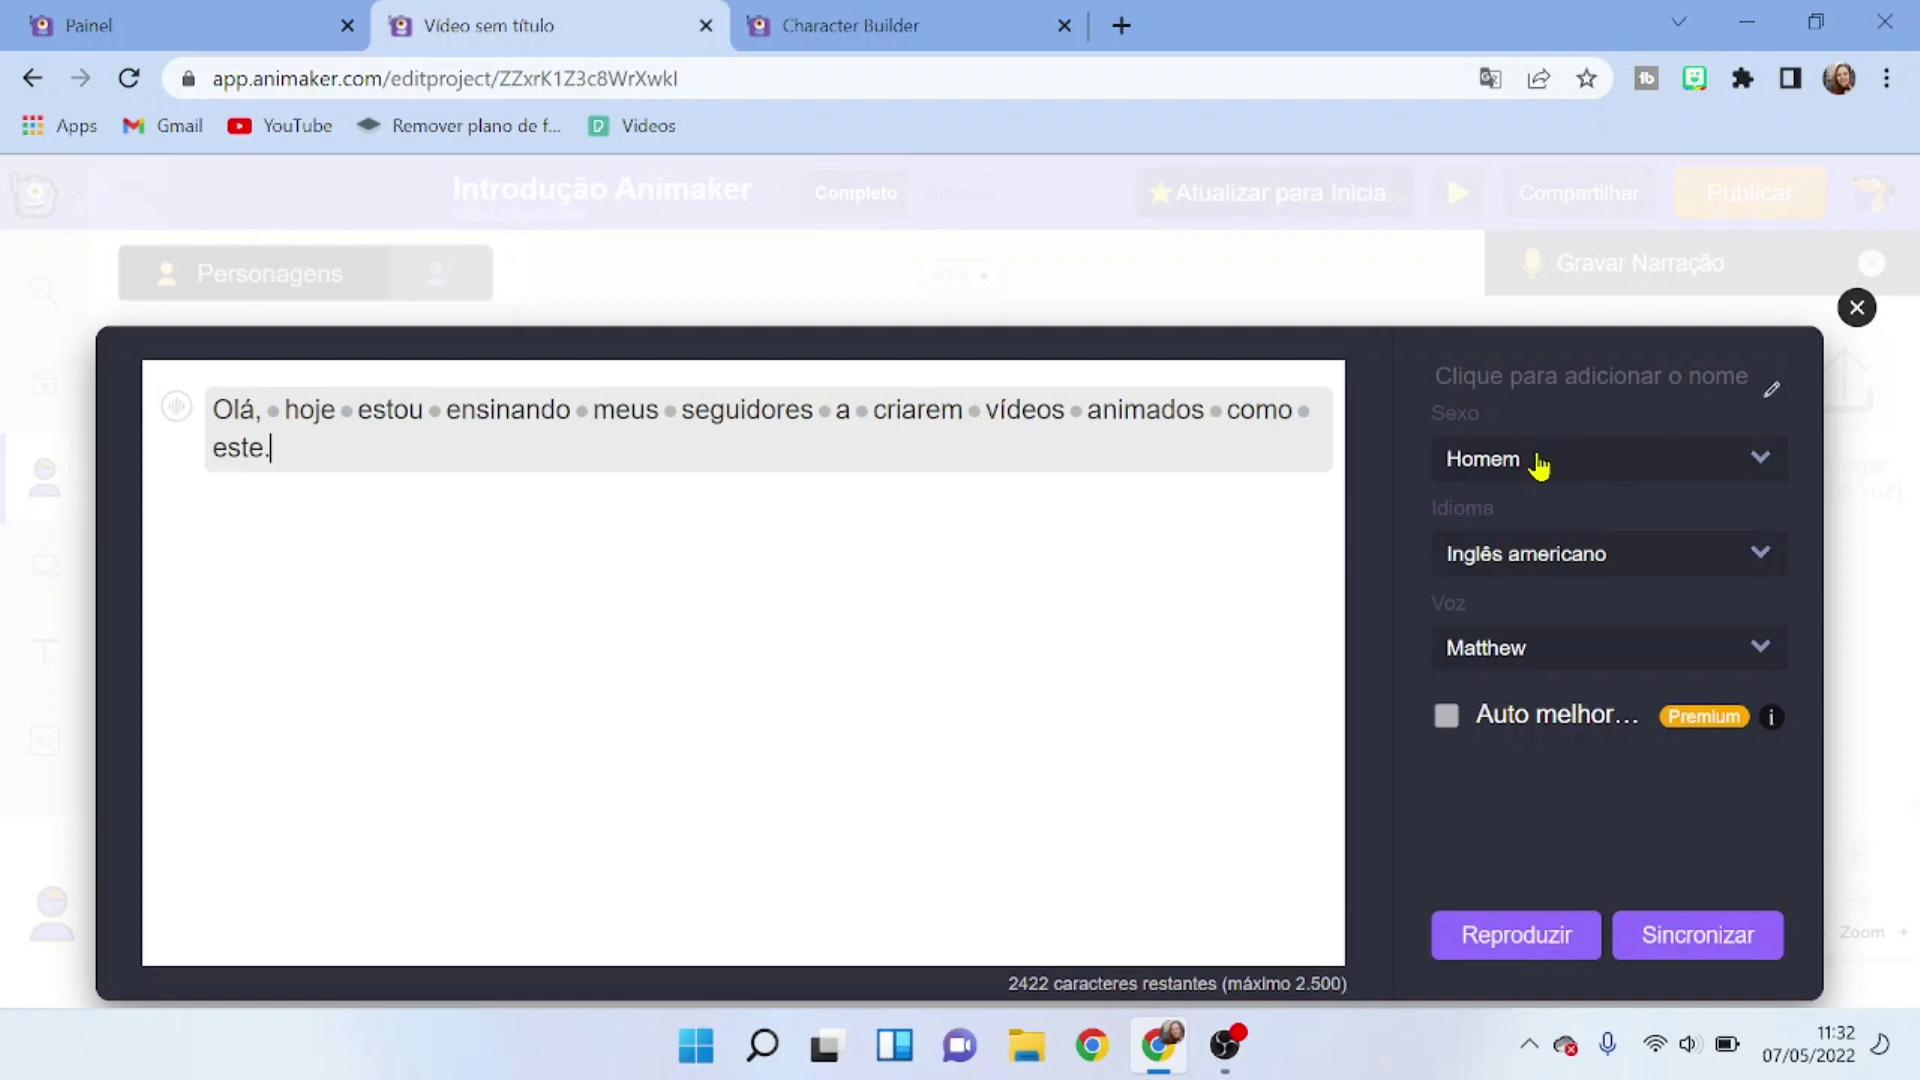 Painel
Vídeo sem título
Character Builder
app.animaker.com/editproject/ZZxrK1Z3c8WrXwkI
Apps
Gmail
YouTube
Remover plano de f...
Videos
Introdução Animaker
Completo
Atualizar para Inicia...
Compartilhar
Publicar
Personagens
Gravar Narração
Olá, hoje estou ensinando meus seguidores a criarem vídeos animados como
este.
Clique para adicionar o nome
Sexo
Homem
Idioma
Inglês americano
Voz
Matthew
Auto melhor...
Premium
Reproduzir
Sincronizar
Zoom +
2422 caracteres restantes (máximo 2.500)
11:32
07/05/2022